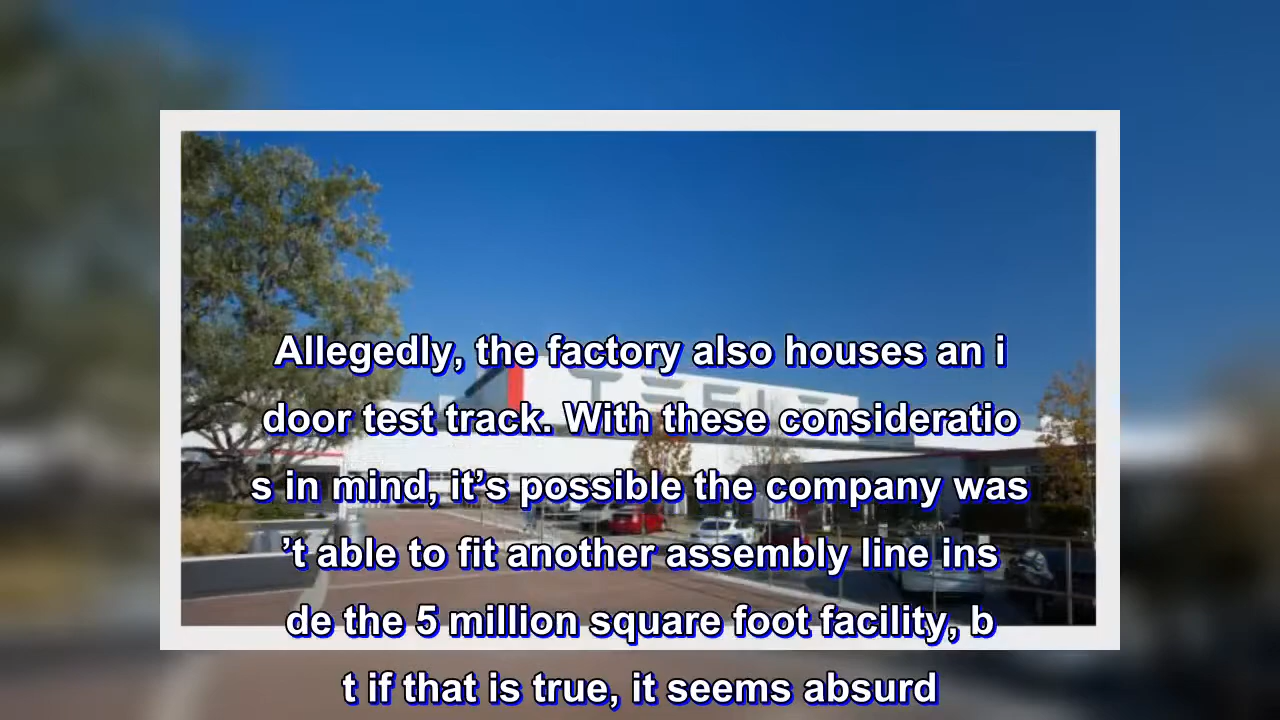 Allegedly, the factory also houses an i
TESLA
door test track. With these consideratio
s in mind, it’s possible the company was
’t able to fit another assembly line ins
de the 5 million square foot facility, b
t if that is true, it seems absurd